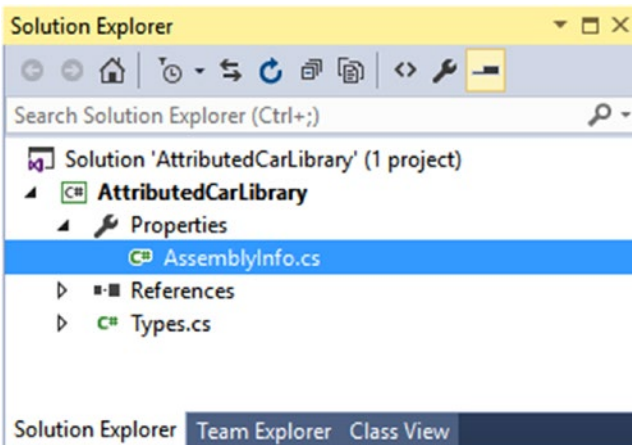 Solution Explorer
Search Solution Explorer (Ctrl+;)
Solution 'AttributedCarLibrary' (1 project)
C# AttributedCarLibrary
Properties
C# AssemblyInfo.cs
References
C# Types.cs
Solution Explorer Team Explorer Class View